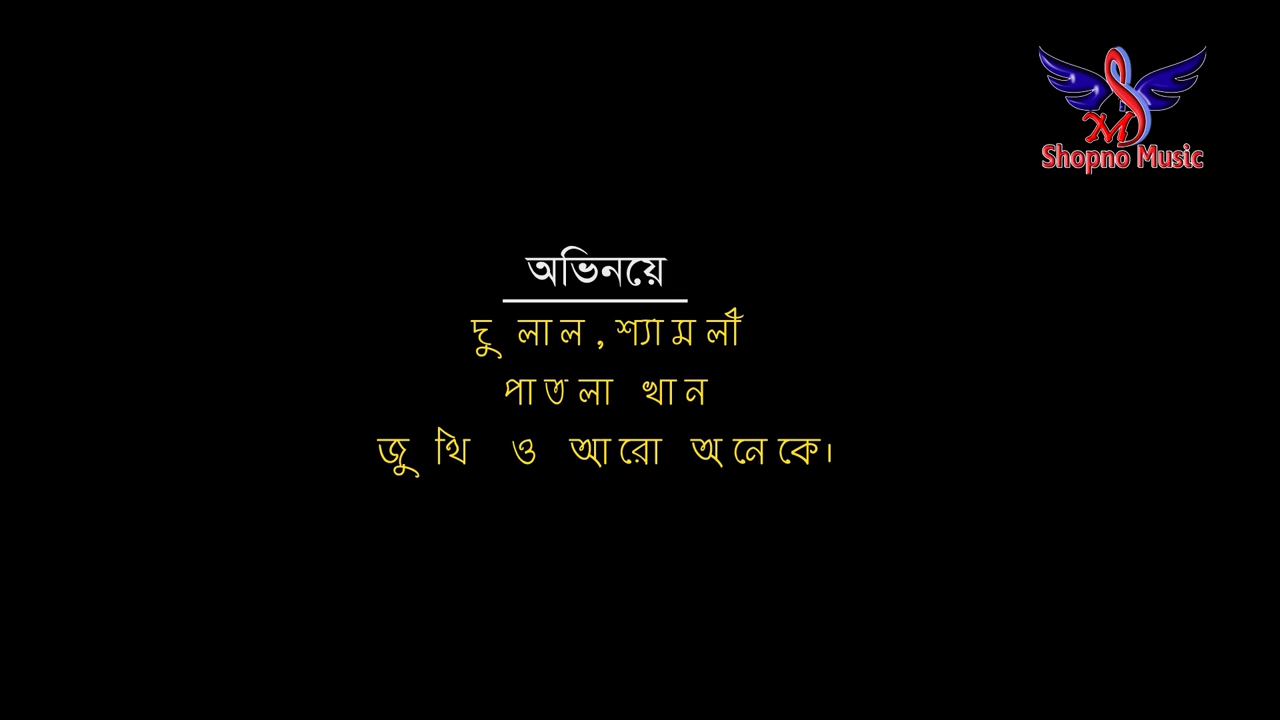 Shopno Music
অভিনয়ে
দুলাল,শ্যামলী
পাতলা খান
জুথি ও আরো অনেকে।